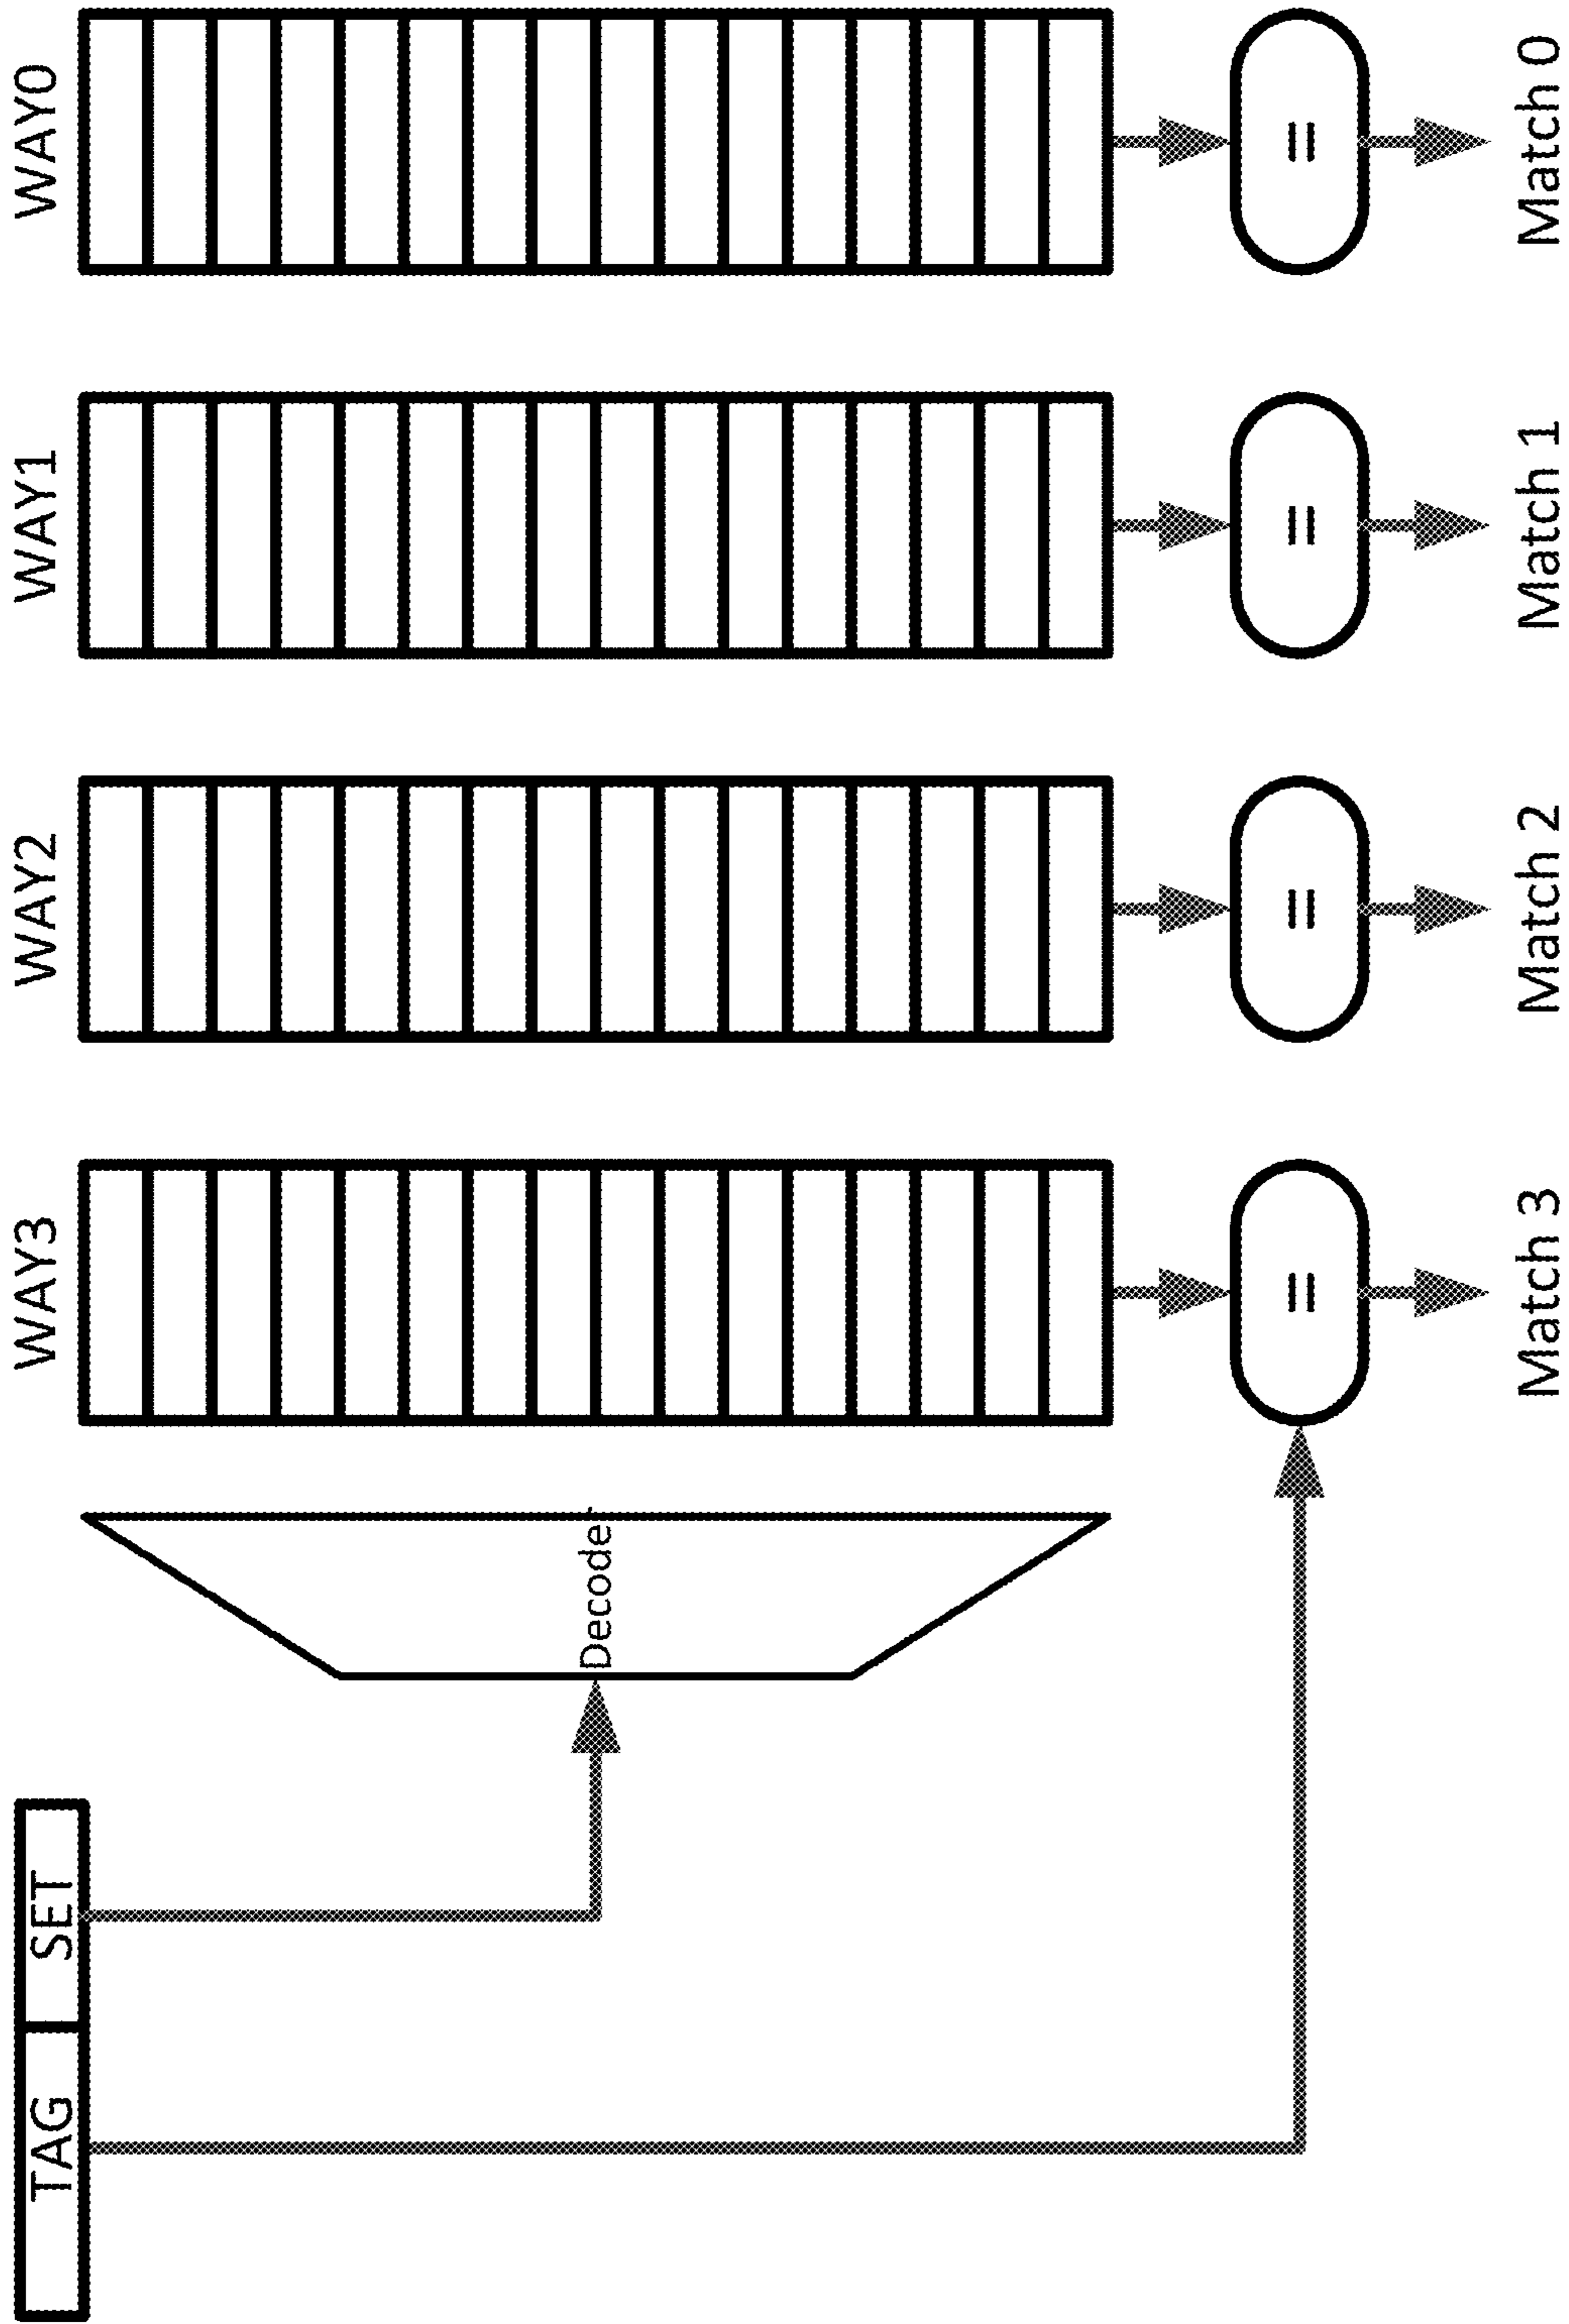 TAG SET WAY3 WAY2 WAY1 WAY0
Decode
= = = =
Match 3 Match 2 Match 1 Match 0